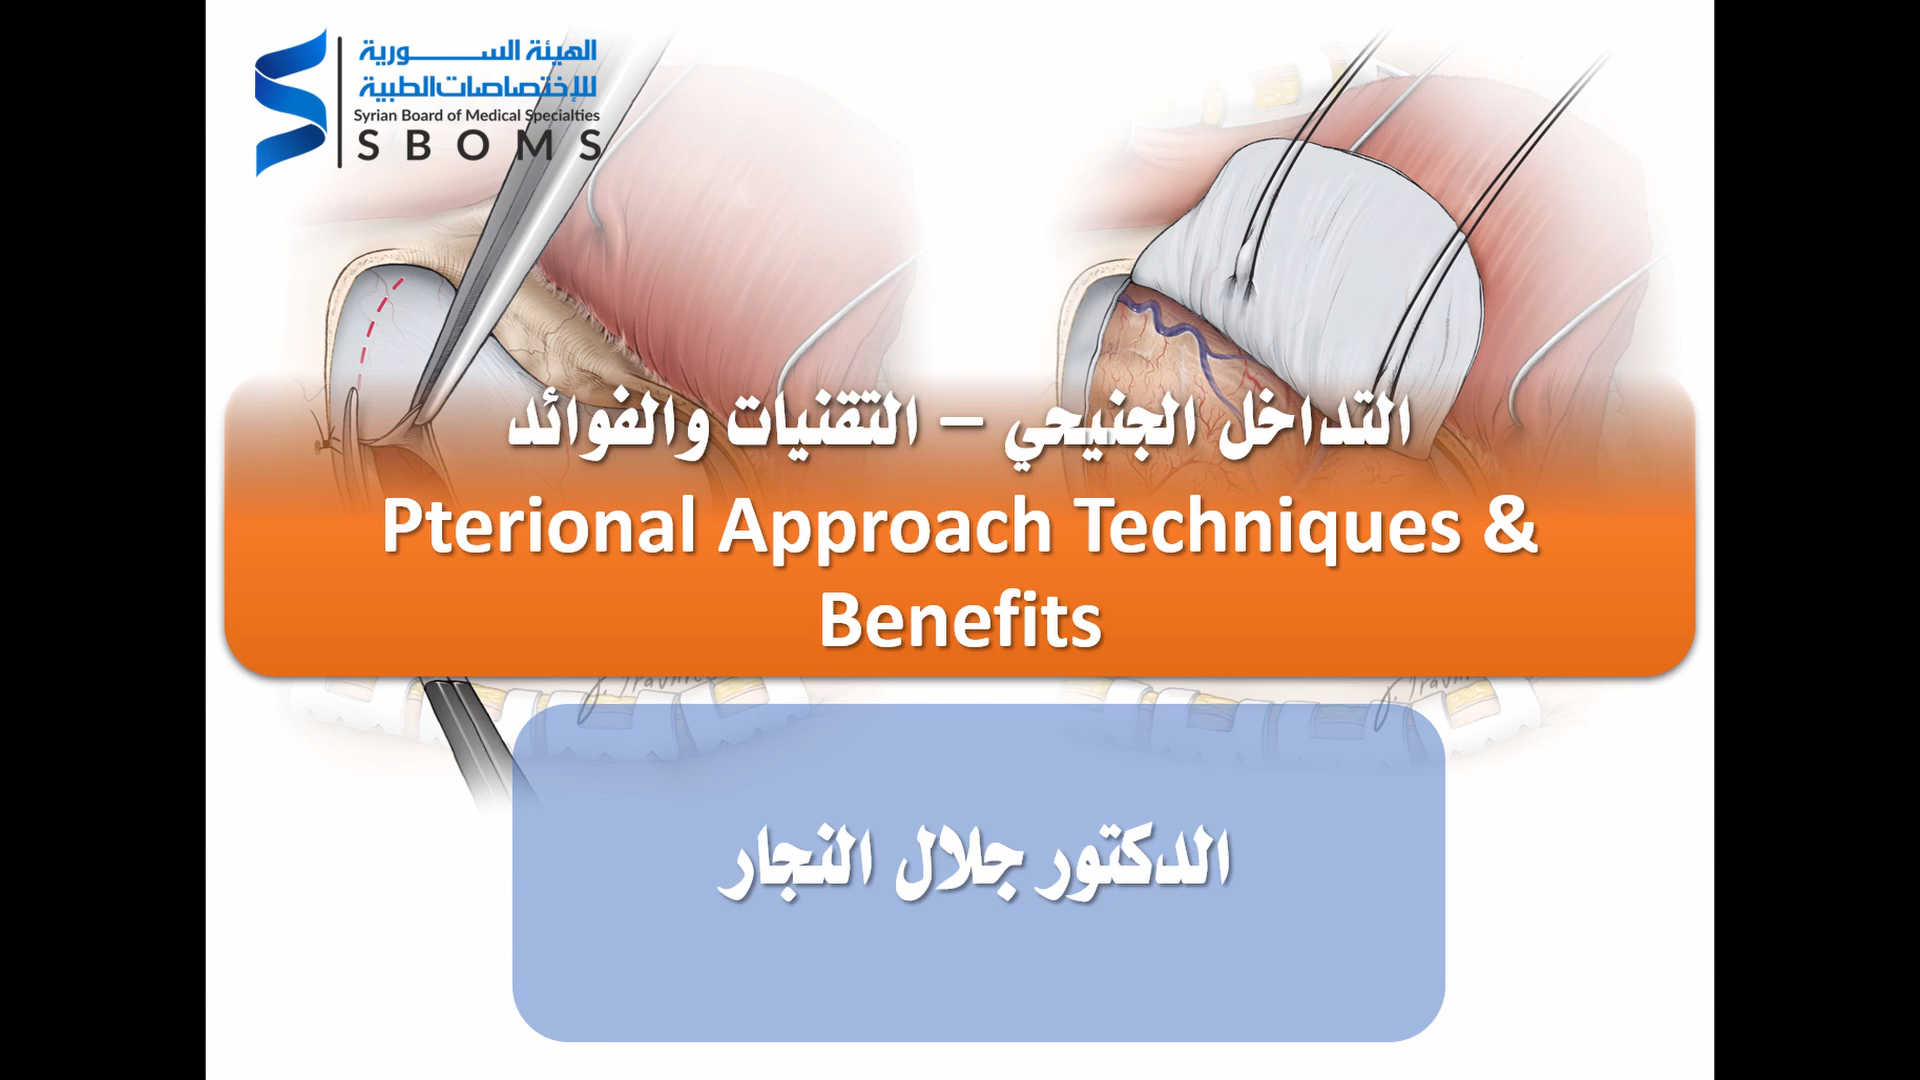 الهيئة السورية
للإختصاصات الطبية
Syrian Board of Medical Specialties
SBOMS
التداخل الجنيحي – التقنيات والفوائد
Pterional Approach Techniques &
Benefits
الدكتور جلال النجار